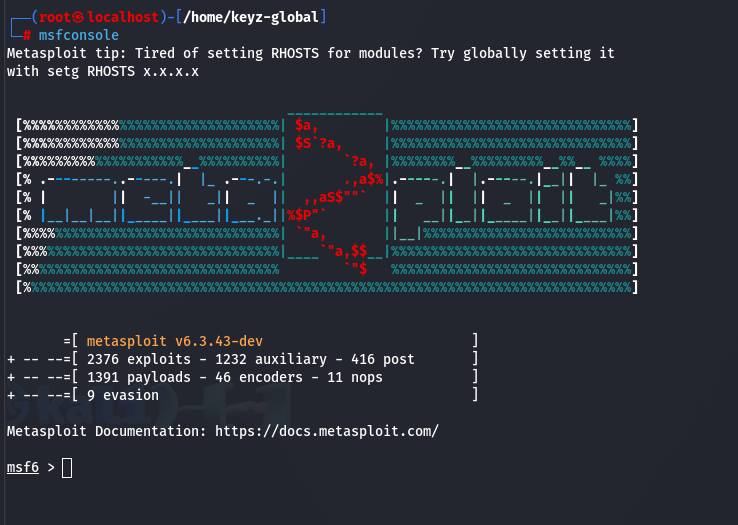 ┌──(root㉿localhost)-[/home/keyz-global]
└─# msfconsole
Metasploit tip: Tired of setting RHOSTS for modules? Try globally setting it
with setg RHOSTS x.x.x.x
=[ metasploit v6.3.43-dev ]
+ -- --=[ 2376 exploits - 1232 auxiliary - 416 post ]
+ -- --=[ 1391 payloads - 46 encoders - 11 nops ]
+ -- --=[ 9 evasion ]
Metasploit Documentation: https://docs.metasploit.com/
msf6 >